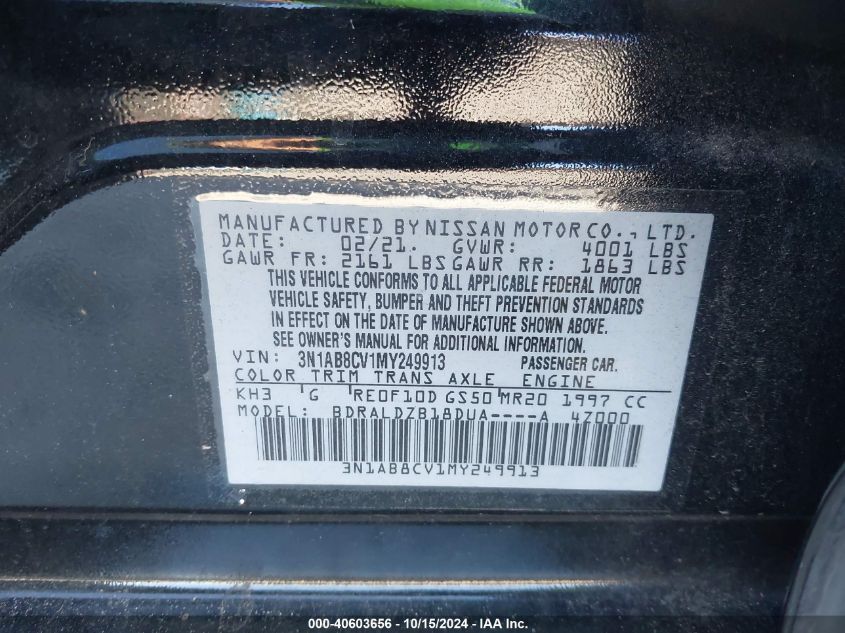 MANUFACTURED BY NISSAN MOTOR CO., LTD.
DATE: 02/21. GVWR: 4001 LBS
GAWR FR: 2161 LBS GAWR RR: 1863 LBS
THIS VEHICLE CONFORMS TO ALL APPLICABLE FEDERAL MOTOR
VEHICLE SAFETY, BUMPER AND THEFT PREVENTION STANDARDS
IN EFFECT ON THE DATE OF MANUFACTURE SHOWN ABOVE.
SEE OWNER'S MANUAL FOR ADDITIONAL INFORMATION.
VIN: 3N1AB8CV1MY249913 PASSENGER CAR.
COLOR TRIM TRANS AXLE ENGINE
KH3 G RE0F10D GS50 MR20 1997 CC
MODEL: BDRALDZB18DUA----A 4Z000
3N1AB8CV1MY249913
000-40603656 - 10/15/2024 - IAA Inc.